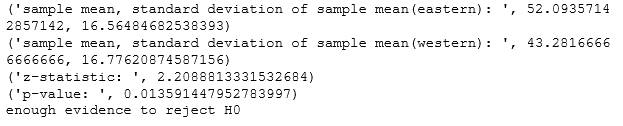 ('sample mean, standard deviation of sample mean(eastern): ', 52.0935714
2857142, 16.56484682538393)
('sample mean, standard deviation of sample mean(western): ', 43.2816666
6666666, 16.77620874587156)
('z-statistic: ', 2.2088813331532684)
('p-value: ', 0.013591447952783997)
enough evidence to reject H0